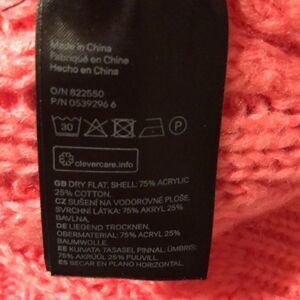 Made in China
Fabriqué en Chine
Hecho en China
O/N 822550
P/N 0539296 6
30 P
clevercare.info
GB DRY FLAT, SHELL: 75% ACRYLIC
25% COTTON,
CZ SUŠENÍ NA VODOROVNÉ PLOŠE,
SVRCHNI LÁTKA: 75% AKRYL 25%
BAVLNA,
DE LIEGEND TROCKNEN,
OBERMATERIAL: 75% ACRYL 25%
BAUMWOLLE,
EE KUIVATA TASASEL PINNAL, ÜMBRIS:
75% AKRÜÜL 25% PUUVILL,
ES SECAR EN PLANO HORIZONTAL,